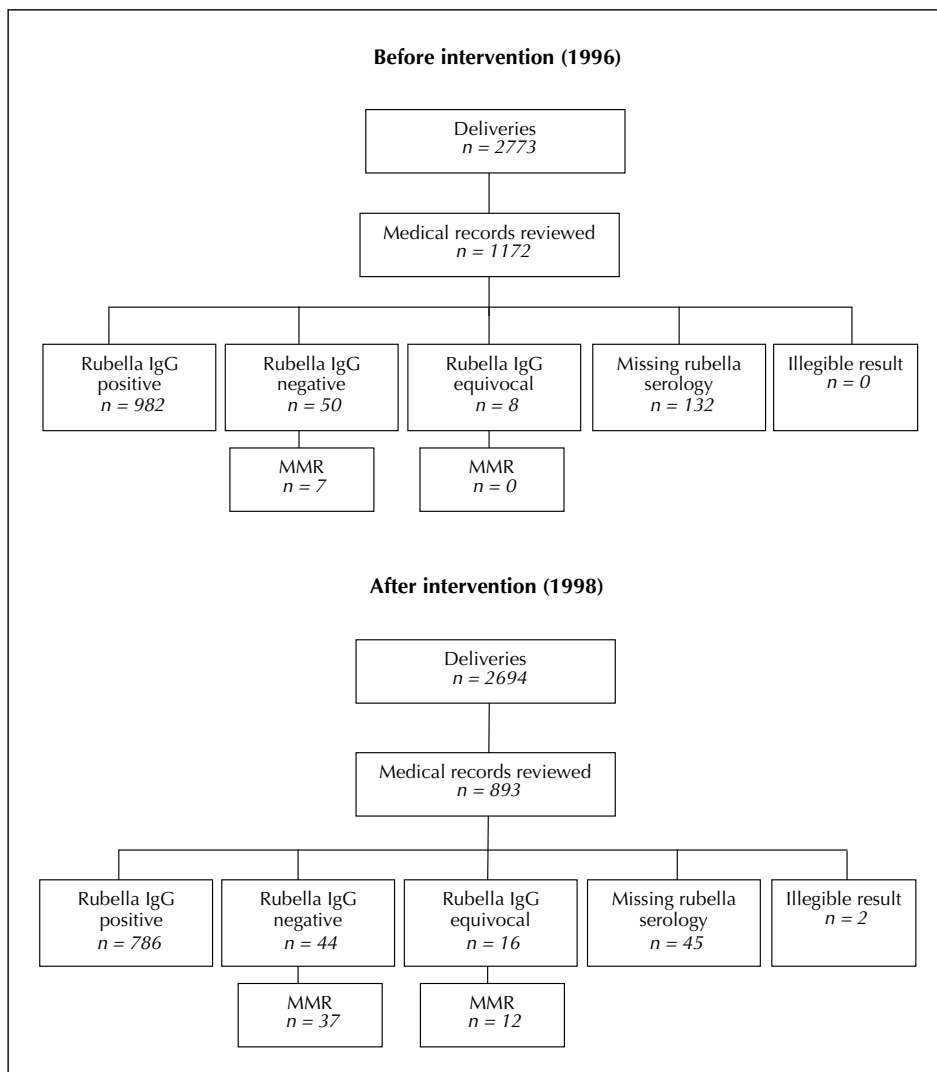 Before intervention (1996)
Deliveries
n = 2773
Medical records reviewed
n = 1172
Rubella IgG
positive
n = 982
Rubella IgG
negative
n = 50
Rubella IgG
equivocal
n = 8
Missing rubella
serology
n = 132
Illegible result
n = 0
MMR
n = 7
MMR
n = 0
After intervention (1998)
Deliveries
n = 2694
Medical records reviewed
n = 893
Rubella IgG
positive
n = 786
Rubella IgG
negative
n = 44
Rubella IgG
equivocal
n = 16
Missing rubella
serology
n = 45
Illegible result
n = 2
MMR
n = 37
MMR
n = 12